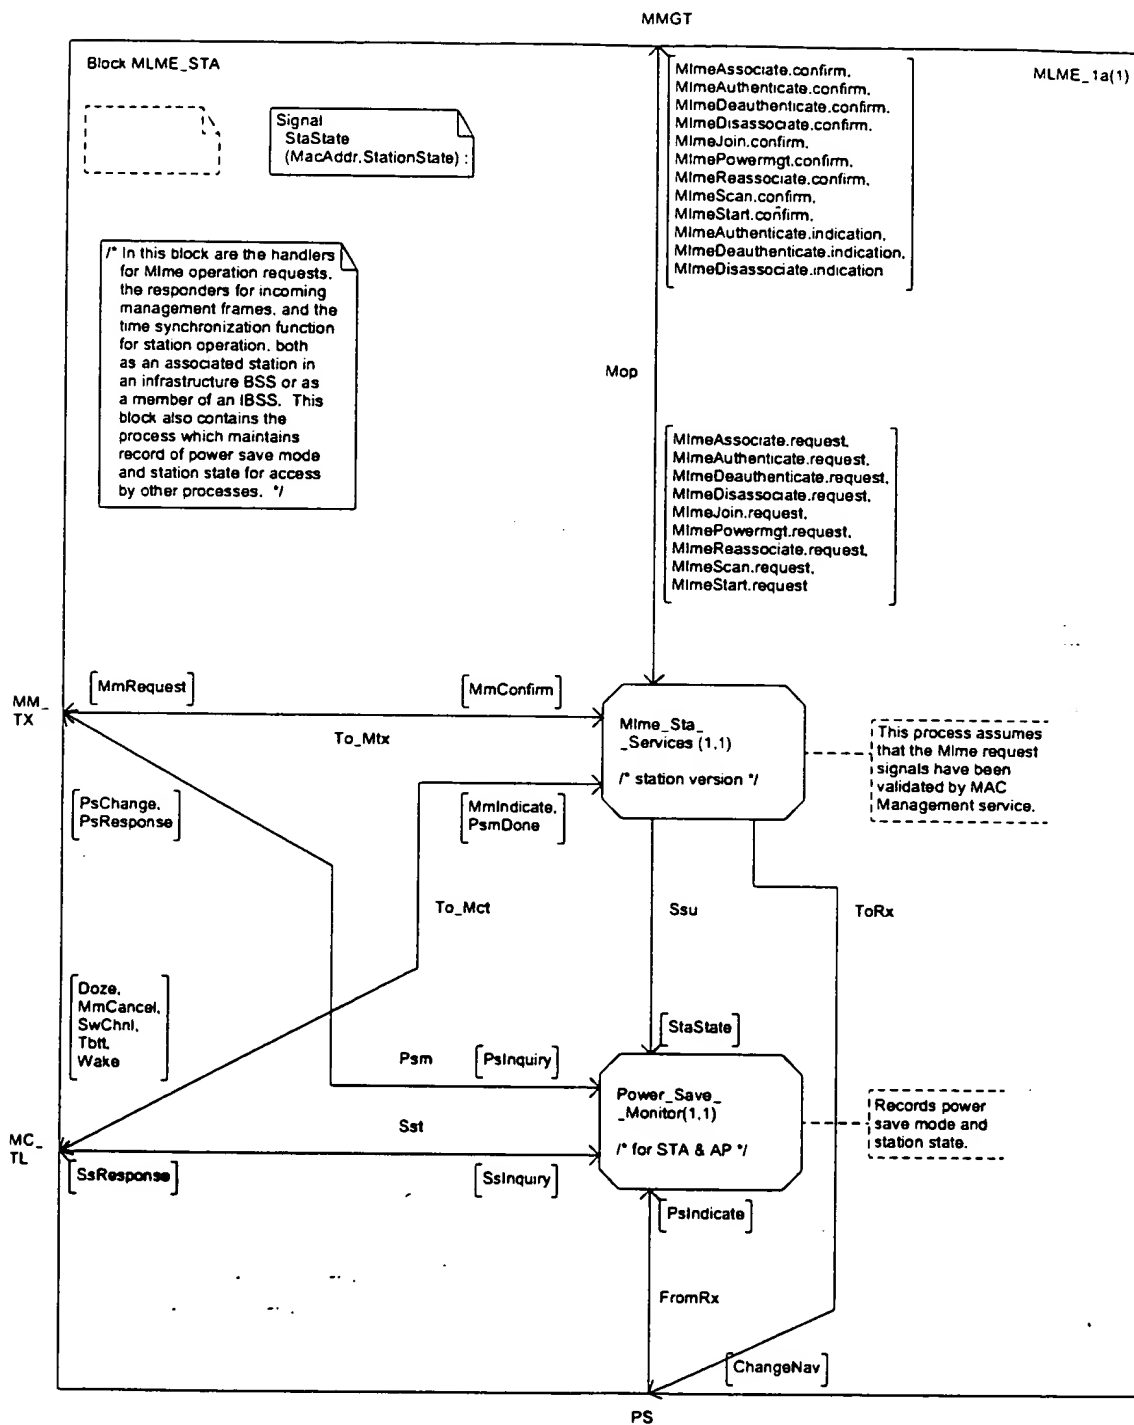 MMGT
Block MLME_STA
MLME_1a(1)
Signal
StaState
(MacAddr,StationState) ;
/* In this block are the handlers
for Mlme operation requests,
the responders for incoming
management frames, and the
time synchronization function
for station operation, both
as an associated station in
an infrastructure BSS or as
a member of an IBSS. This
block also contains the
process which maintains
record of power save mode
and station state for access
by other processes. */
MlmeAssociate.confirm,
MlmeAuthenticate.confirm,
MlmeDeauthenticate.confirm,
MlmeDisassociate.confirm,
MlmeJoin.confirm,
MlmePowermgt.confirm,
MlmeReassociate.confirm,
MlmeScan.confirm,
MlmeStart.confirm,
MlmeAuthenticate.indication,
MlmeDeauthenticate.indication,
MlmeDisassociate.indication
Mop
MlmeAssociate.request,
MlmeAuthenticate.request,
MlmeDeauthenticate.request,
MlmeDisassociate.request,
MlmeJoin.request,
MlmePowermgt.request,
MlmeReassociate.request,
MlmeScan.request,
MlmeStart.request
MM_
TX
MmRequest
MmConfirm
To_Mtx
Mlme_Sta_
_Services (1,1)
/* station version */
This process assumes
that the Mlme request
signals have been
validated by MAC
Management service.
PsChange,
PsResponse
MmIndicate,
PsmDone
To_Mct
Ssu
ToRx
Doze,
MmCancel,
SwChnl,
Tbtt,
Wake
StaState
Psm
PsInquiry
Power_Save_
_Monitor(1,1)
/* for STA & AP */
Records power
save mode and
station state.
MC_
TL
Sst
SsResponse
SsInquiry
PsIndicate
FromRx
ChangeNav
PS